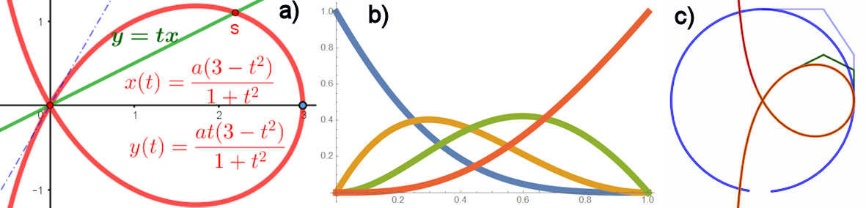 a)
1
y = tx
S
x(t) = a(3 − t²) / 1 + t²
0 1 2 3
y(t) = at(3 − t²) / 1 + t²
−1
b)
1.0
0.8
0.6
0.4
0.2
0.2 0.4 0.6 0.8 1.0
c)